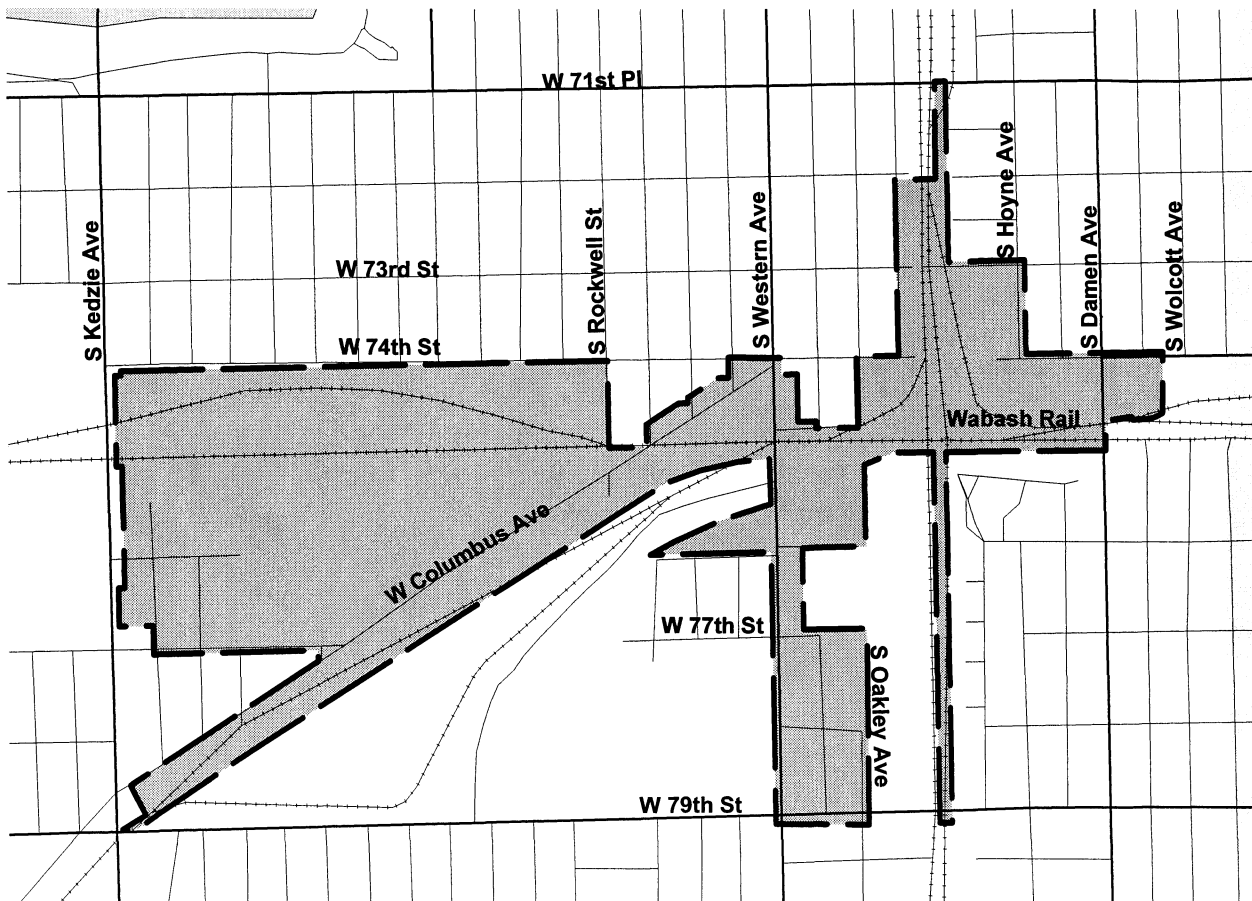 W 71st Pl
S Kedzie Ave
S Rockwell St
S Western Ave
S Hoyne Ave
S Damen Ave
S Wolcott Ave
W 73rd St
W 74th St
Wabash Rail
W Columbus Ave
W 77th St
S Oakley Ave
W 79th St